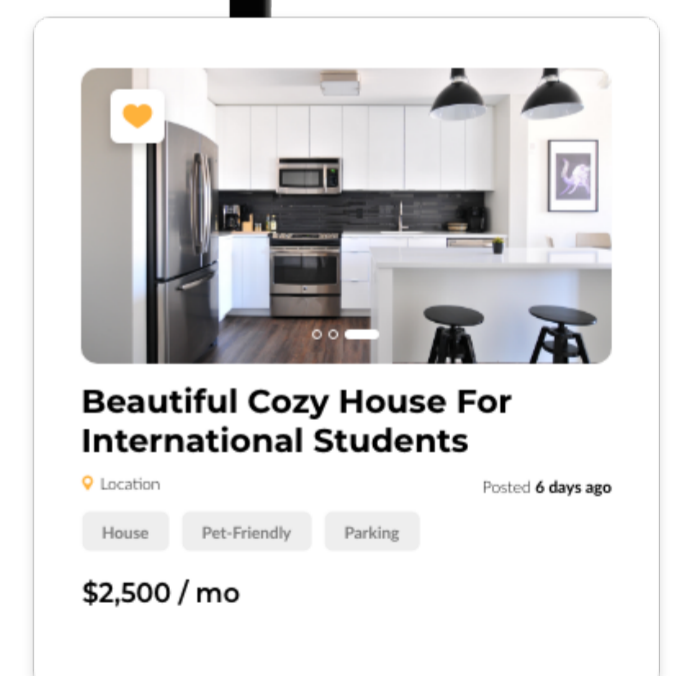 Beautiful Cozy House For
International Students
Location
Posted 6 days ago
House
Pet-Friendly
Parking
$2,500 / mo